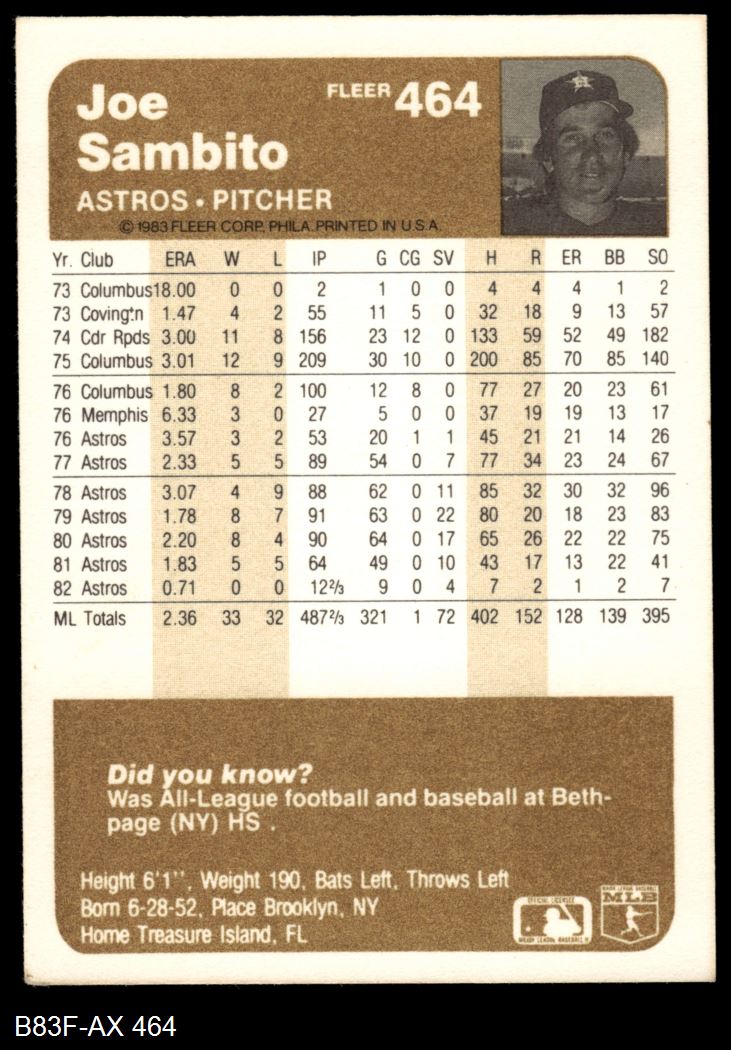 Joe
Sambito
FLEER 464
ASTROS • PITCHER
© 1983 FLEER CORP. PHILA. PRINTED IN U.S.A.
Yr. Club ERA W L IP G CG SV H R ER BB SO
73 Columbus 18.00 0 0 2 1 0 0 4 4 4 1 2
73 Covingtn 1.47 4 2 55 11 5 0 32 18 9 13 57
74 Cdr Rpds 3.00 11 8 156 23 12 0 133 59 52 49 182
75 Columbus 3.01 12 9 209 30 10 0 200 85 70 85 140
76 Columbus 1.80 8 2 100 12 8 0 77 27 20 23 61
76 Memphis 6.33 3 0 27 5 0 0 37 19 19 13 17
76 Astros 3.57 3 2 53 20 1 1 45 21 21 14 26
77 Astros 2.33 5 5 89 54 0 7 77 34 23 24 67
78 Astros 3.07 4 9 88 62 0 11 85 32 30 32 96
79 Astros 1.78 8 7 91 63 0 22 80 20 18 23 83
80 Astros 2.20 8 4 90 64 0 17 65 26 22 22 75
81 Astros 1.83 5 5 64 49 0 10 43 17 13 22 41
82 Astros 0.71 0 0 12 2/3 9 0 4 7 2 1 2 7
ML Totals 2.36 33 32 487 2/3 321 1 72 402 152 128 139 395
Did you know?
Was All-League football and baseball at Beth-
page (NY) HS .
Height 6'1'', Weight 190, Bats Left, Throws Left
Born 6-28-52, Place Brooklyn, NY
Home Treasure Island, FL
OFFICIAL LICENSEE
MAJOR LEAGUE BASEBALL
MAJOR LEAGUE BASEBALL
MLB
B83F-AX 464